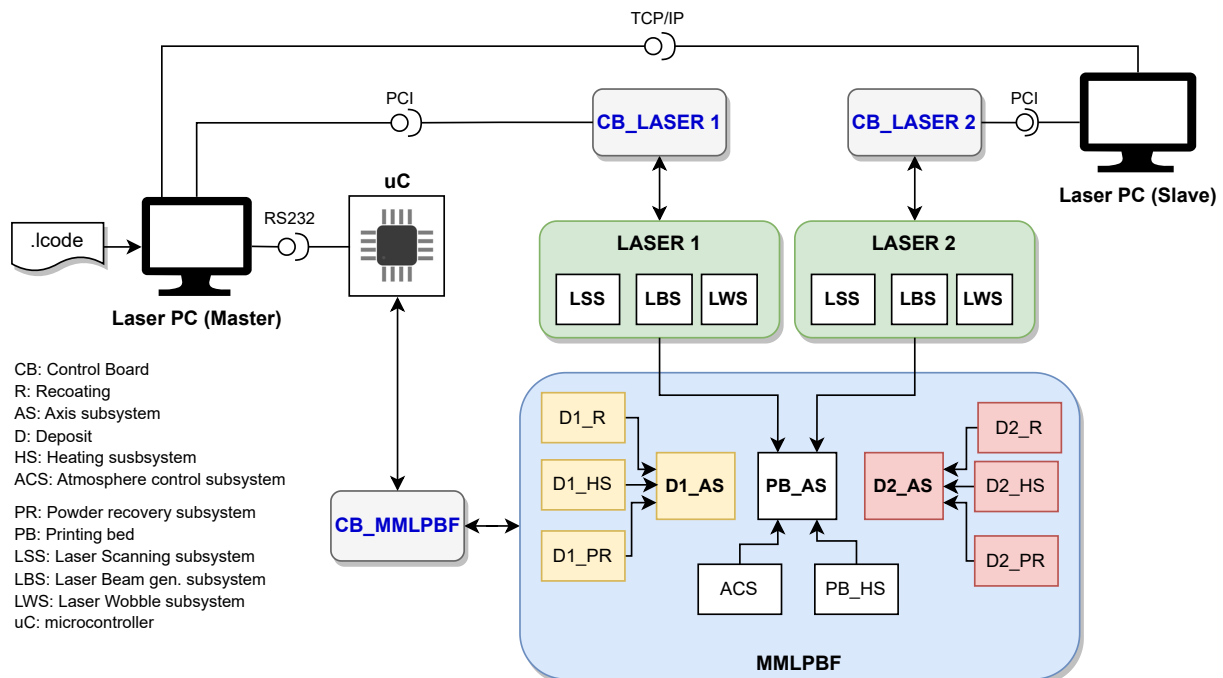 TCP/IP
PCI
CB_LASER 1
CB_LASER 2
PCI
Laser PC (Slave)
uC
.lcode
RS232
Laser PC (Master)
LASER 1
LSS
LBS
LWS
LASER 2
LSS
LBS
LWS
CB: Control Board
R: Recoating
AS: Axis subsystem
D: Deposit
HS: Heating susbsystem
ACS: Atmosphere control subsystem
PR: Powder recovery subsystem
PB: Printing bed
LSS: Laser Scanning subsystem
LBS: Laser Beam gen. subsystem
LWS: Laser Wobble subsystem
uC: microcontroller
CB_MMLPBF
D1_R
D1_HS
D1_PR
D1_AS
PB_AS
D2_AS
D2_R
D2_HS
D2_PR
ACS
PB_HS
MMLPBF